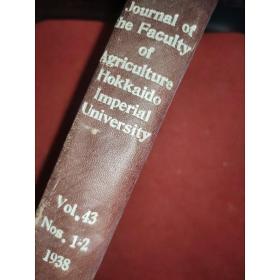 Journal of
the Faculty
of
Agriculture
Hokkaido
Imperial
University
Vol. 43
Nos. 1-2
1938